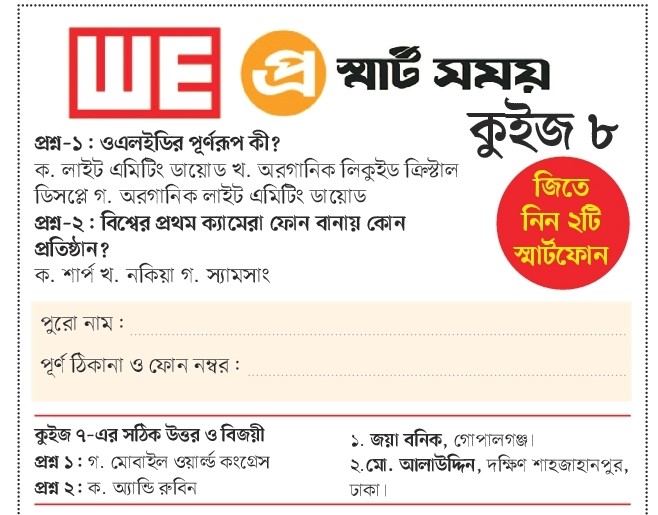 WE প্র স্মার্ট সময়
কুইজ ৮
প্রশ্ন-১ : ওএলইডির পূর্ণরূপ কী?
ক. লাইট এমিটিং ডায়োড খ. অরগানিক লিকুইড ক্রিস্টাল
ডিসপ্লে গ. অরগানিক লাইট এমিটিং ডায়োড
প্রশ্ন-২ : বিশ্বের প্রথম ক্যামেরা ফোন বানায় কোন
প্রতিষ্ঠান?
ক. শার্প খ. নকিয়া গ. স্যামসাং
জিতে
নিন ২টি
স্মার্টফোন
পুরো নাম :
পূর্ণ ঠিকানা ও ফোন নম্বর :
কুইজ ৭-এর সঠিক উত্তর ও বিজয়ী
প্রশ্ন ১ : গ. মোবাইল ওয়ার্ল্ড কংগ্রেস
প্রশ্ন ২ : ক. অ্যান্ডি রুবিন
১. জয়া বনিক, গোপালগঞ্জ।
২.মো. আলাউদ্দিন, দক্ষিণ শাহজাহানপুর,
ঢাকা।